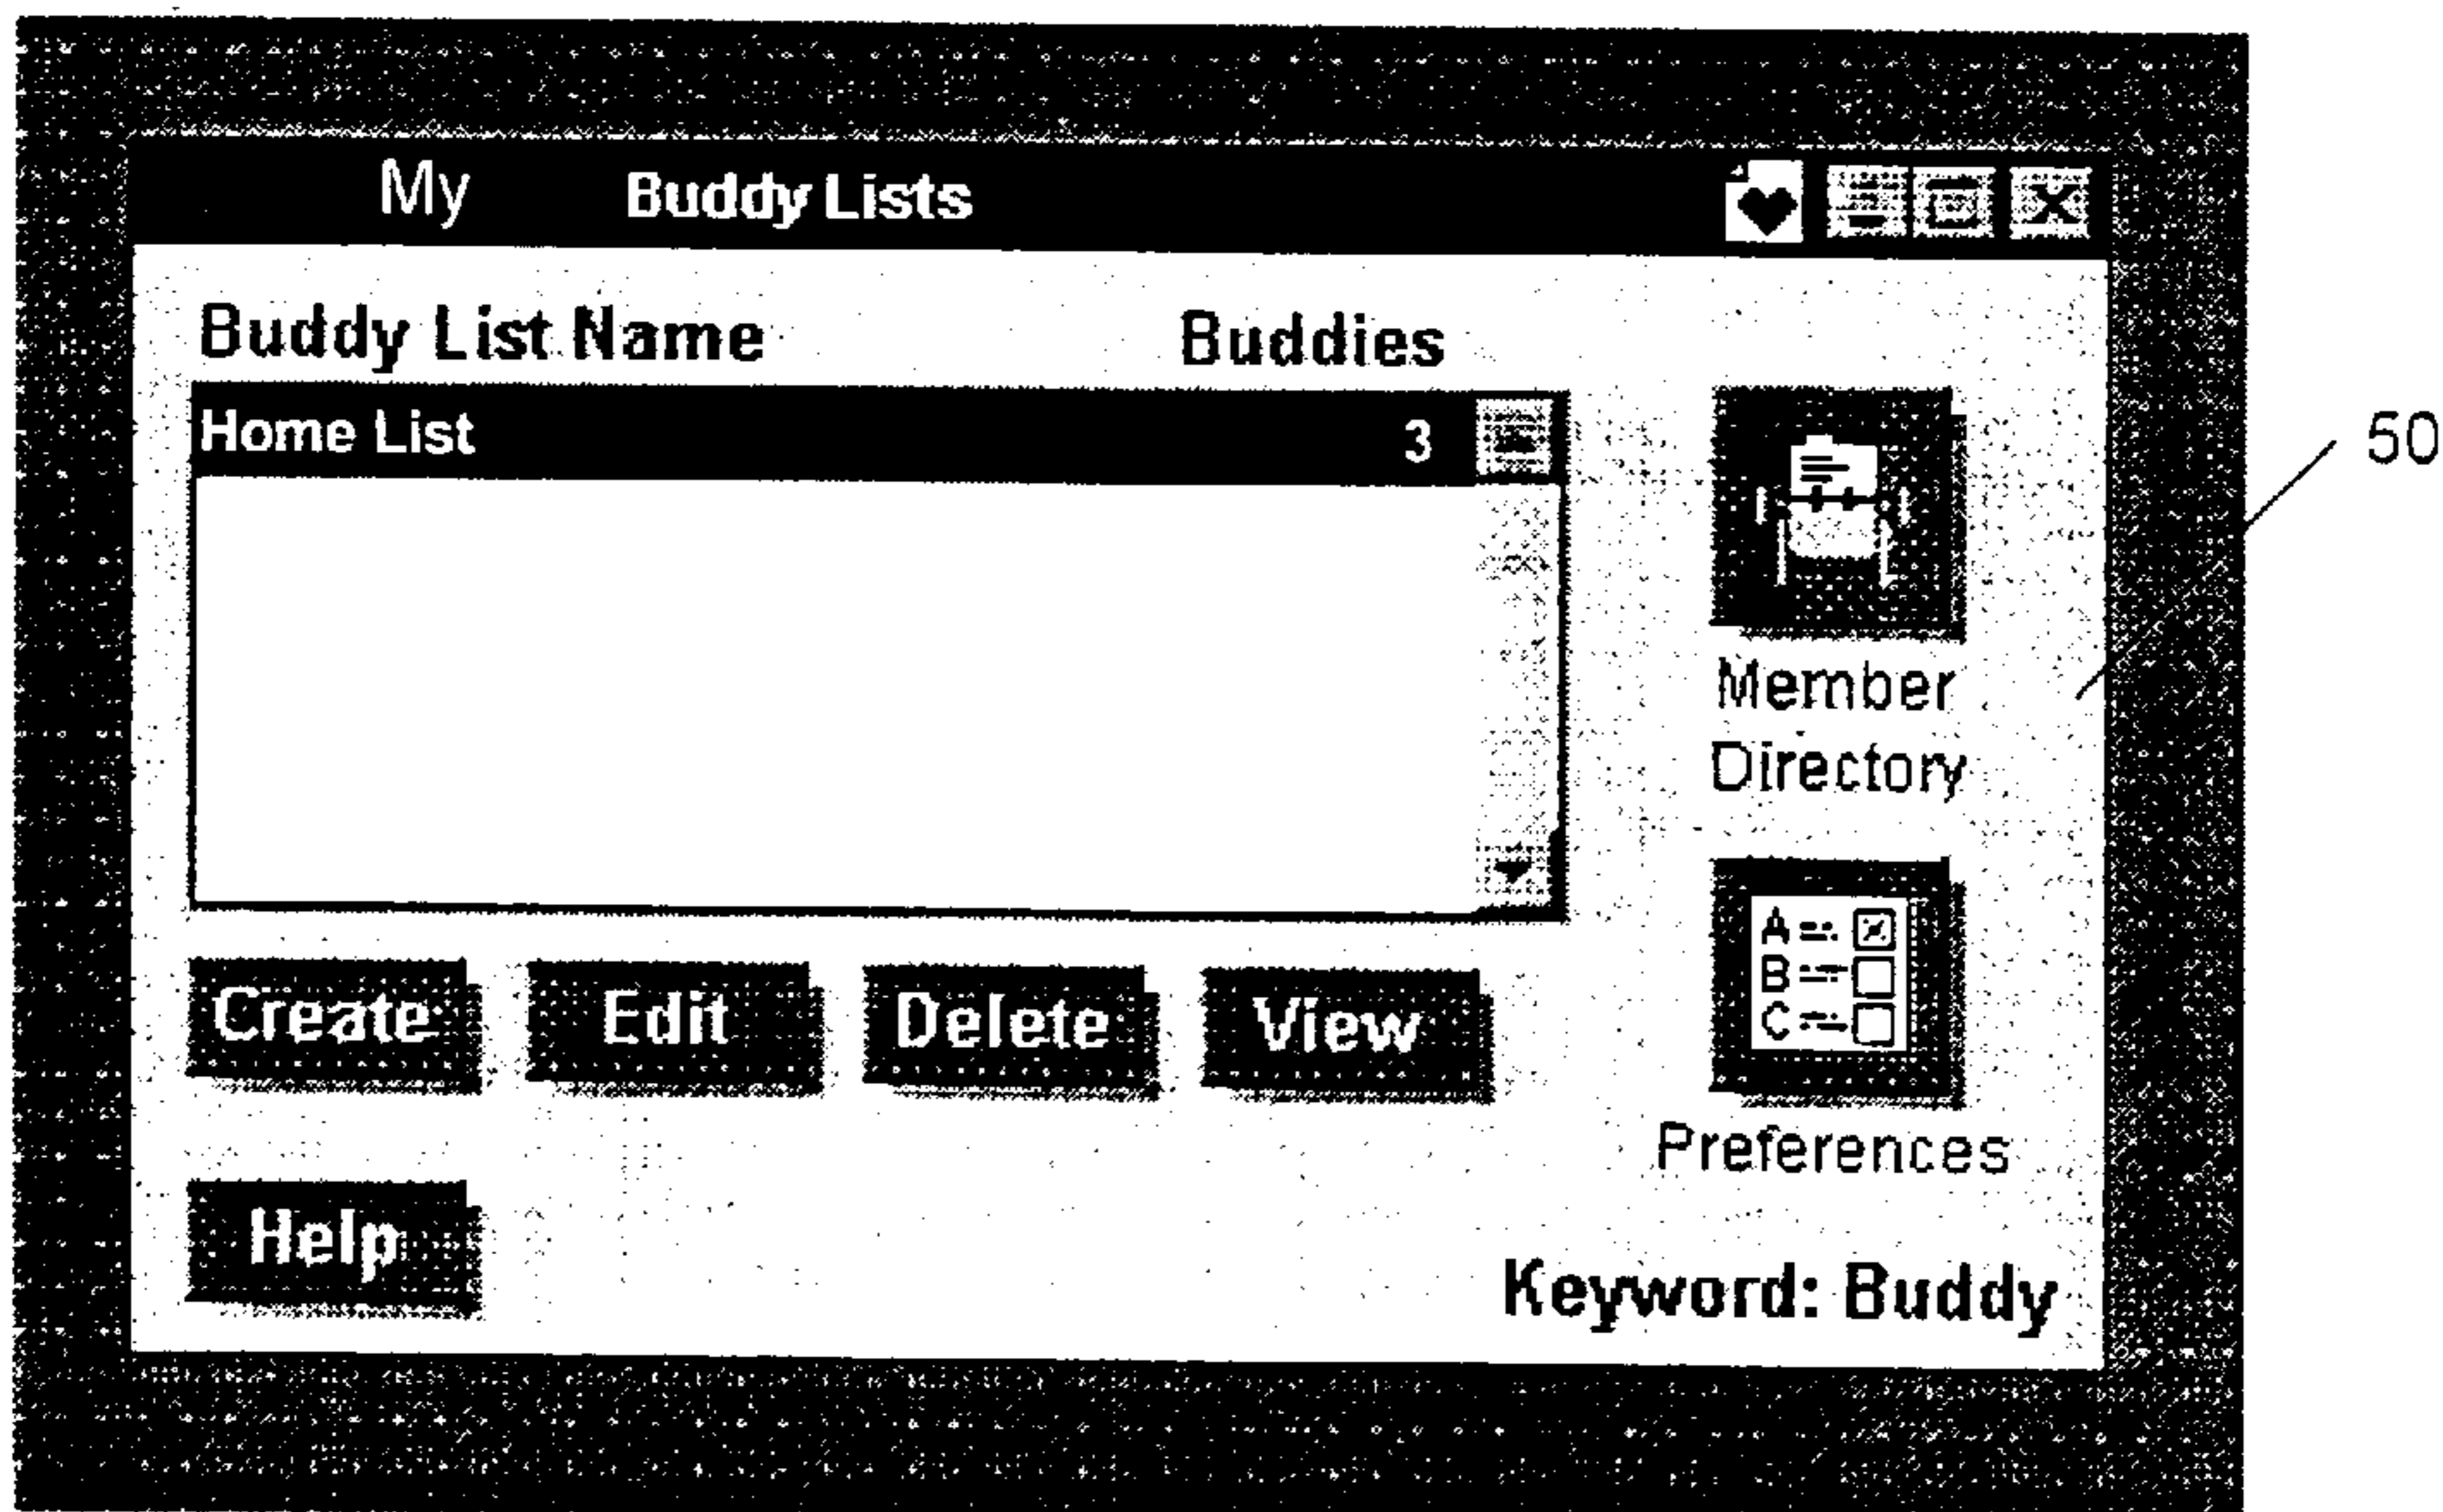 My Buddy Lists
Buddy List Name Buddies
Home List 3
50
Member
Directory
A
B
C
Create Edit Delete View
Preferences
Help
Keyword: Buddy